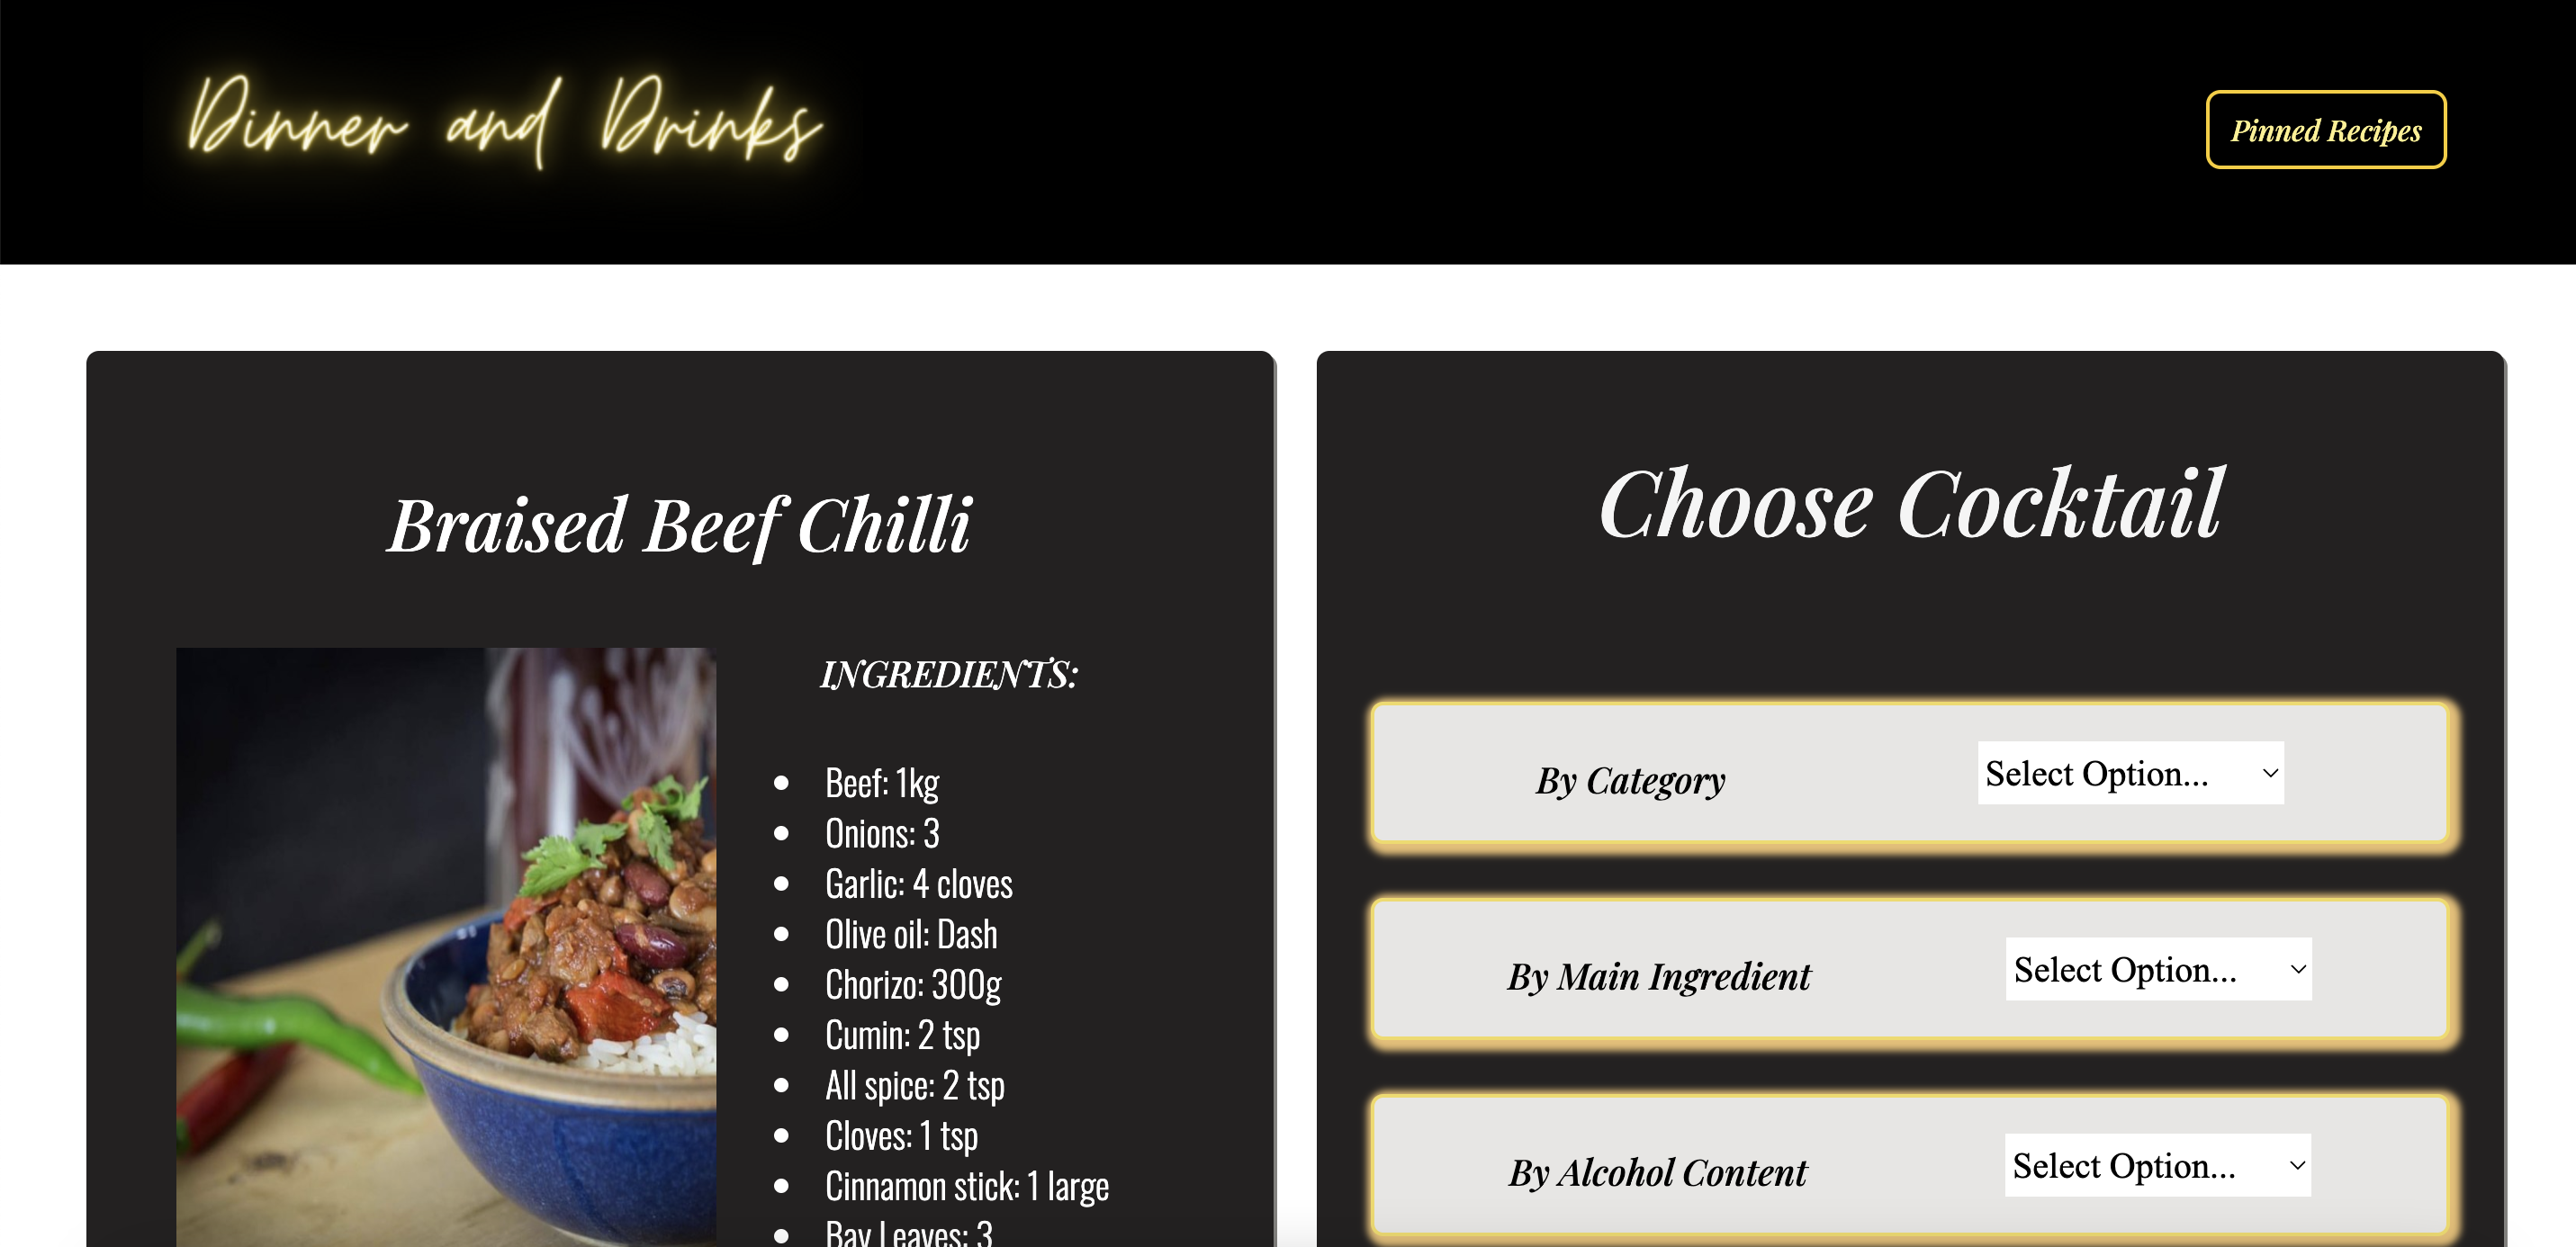 Dinner and Drinks
Pinned Recipes
Braised Beef Chilli
INGREDIENTS:
Beef: 1kg
Onions: 3
Garlic: 4 cloves
Olive oil: Dash
Chorizo: 300g
Cumin: 2 tsp
All spice: 2 tsp
Cloves: 1 tsp
Cinnamon stick: 1 large
Bay Leaves: 3
Choose Cocktail
By Category
Select Option...
By Main Ingredient
Select Option...
By Alcohol Content
Select Option...